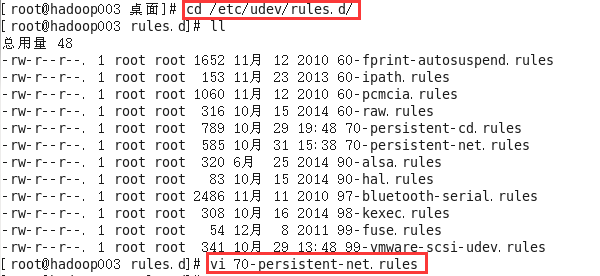 [root@hadoop003 桌面]# cd /etc/udev/rules.d/
[root@hadoop003 rules.d]# ll
总用量 48
-rw-r--r--. 1 root root 1652 11月 12 2010 60-fprint-autosuspend.rules
-rw-r--r--. 1 root root 153 11月 23 2013 60-ipath.rules
-rw-r--r--. 1 root root 1060 11月 12 2010 60-pcmcia.rules
-rw-r--r--. 1 root root 316 10月 15 2014 60-raw.rules
-rw-r--r--. 1 root root 789 10月 29 19:48 70-persistent-cd.rules
-rw-r--r--. 1 root root 585 10月 31 15:38 70-persistent-net.rules
-rw-r--r--. 1 root root 320 6月 25 2014 90-alsa.rules
-rw-r--r--. 1 root root 83 10月 15 2014 90-hal.rules
-rw-r--r--. 1 root root 2486 11月 11 2010 97-bluetooth-serial.rules
-rw-r--r--. 1 root root 308 10月 16 2014 98-kexec.rules
-rw-r--r--. 1 root root 54 12月 8 2011 99-fuse.rules
-rw-r--r--. 1 root root 341 10月 29 13:48 99-vmware-scsi-udev.rules
[root@hadoop003 rules.d]# vi 70-persistent-net.rules